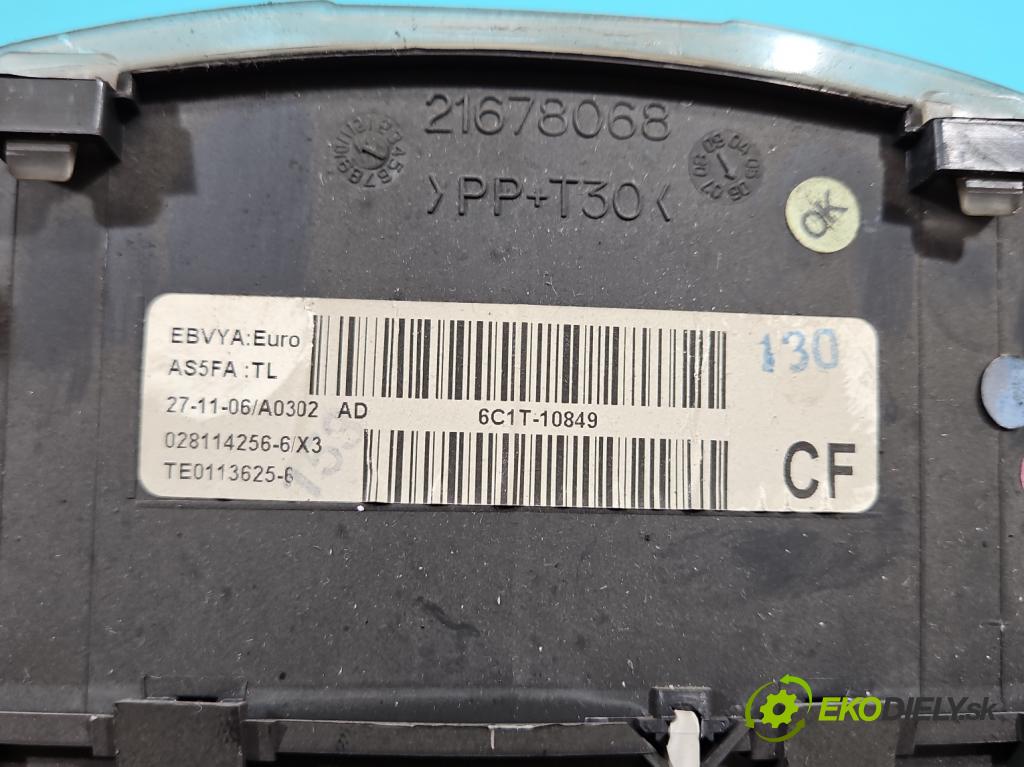 21678068
>PP+T30<
OK
EBVYA:Euro
AS5FA :TL
27-11-06/A0302 AD
6C1T-10849
028114256-6/X3
TE0113625-6
130
CF
EKODIELY.sk